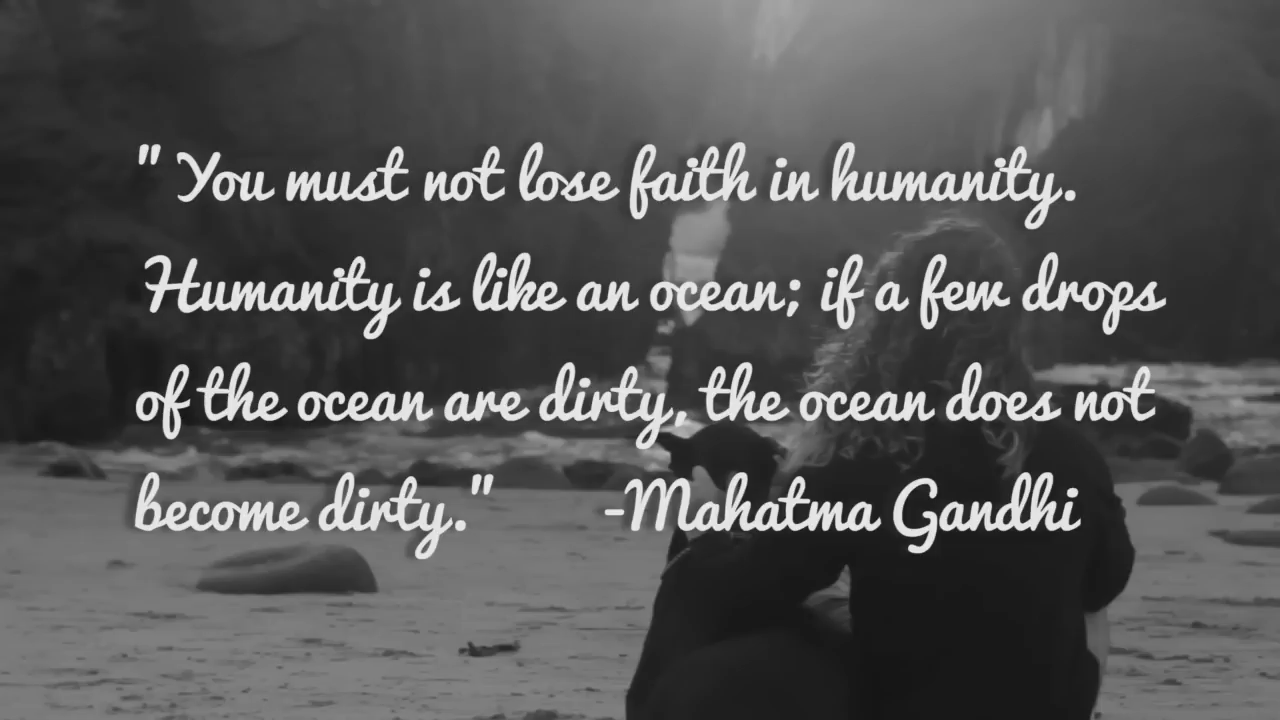 " You must not lose faith in humanity.
Humanity is like an ocean; if a few drops
of the ocean are dirty, the ocean does not
become dirty." -Mahatma Gandhi